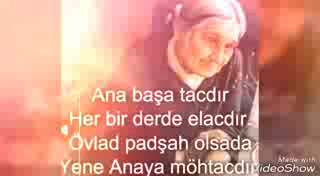 Ana başa tacdır
Her bir derde elacdır
Övlad padşah olsada
Yene Anaya möhtacdır
Made with
VideoShow